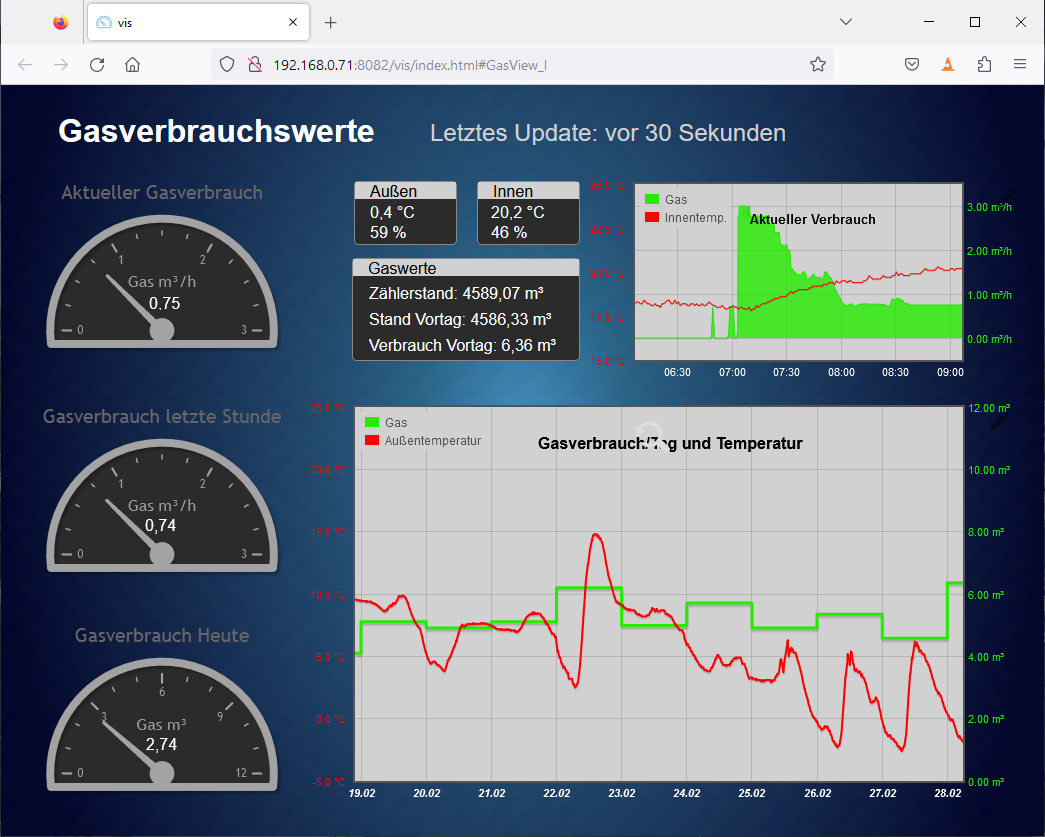 vis
192.168.0.71:8082/vis/index.html#GasView_I
Gasverbrauchswerte
Letztes Update: vor 30 Sekunden
Aktueller Gasverbrauch
0
1
2
3
Gas m³/h
0.75
Außen
0,4 °C
59 %
Innen
20,2 °C
46 %
Gaswerte
Zählerstand: 4589,07 m³
Stand Vortag: 4586,33 m³
Verbrauch Vortag: 6,36 m³
25.0 °C
22.5 °C
20.0 °C
17.5 °C
15.0 °C
Gas
Innentemp.
Aktueller Verbrauch
3.00 m³/h
2.00 m³/h
1.00 m³/h
0.00 m³/h
06:30 07:00 07:30 08:00 08:30 09:00
Gasverbrauch letzte Stunde
0
1
2
3
Gas m³/h
0,74
Gasverbrauch Heute
0
3
6
9
12
Gas m³
2,74
25.0 °C
20.0 °C
15.0 °C
10.0 °C
5.0 °C
0.0 °C
-5.0 °C
Gas
Außentemperatur
Gasverbrauch/Tag und Temperatur
12.00 m³
10.00 m³
8.00 m³
6.00 m³
4.00 m³
2.00 m³
0.00 m³
19.02 20.02 21.02 22.02 23.02 24.02 25.02 26.02 27.02 28.02